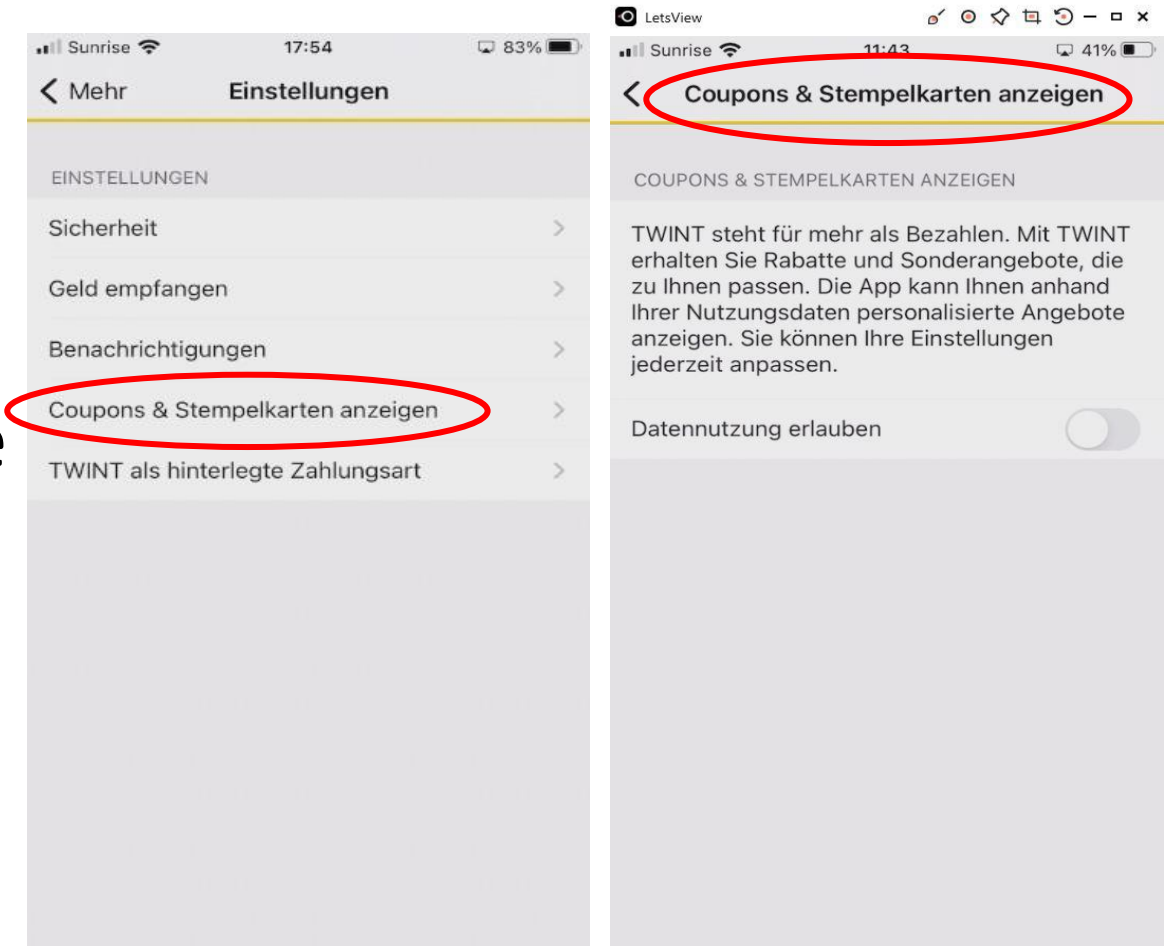 Sunrise 17:54 83%
Mehr Einstellungen
EINSTELLUNGEN
Sicherheit
Geld empfangen
Benachrichtigungen
Coupons & Stempelkarten anzeigen
TWINT als hinterlegte Zahlungsart
e
LetsView
Sunrise 11:43 41%
Coupons & Stempelkarten anzeigen
COUPONS & STEMPELKARTEN ANZEIGEN
TWINT steht für mehr als Bezahlen. Mit TWINT
erhalten Sie Rabatte und Sonderangebote, die
zu Ihnen passen. Die App kann Ihnen anhand
Ihrer Nutzungsdaten personalisierte Angebote
anzeigen. Sie können Ihre Einstellungen
jederzeit anpassen.
Datennutzung erlauben